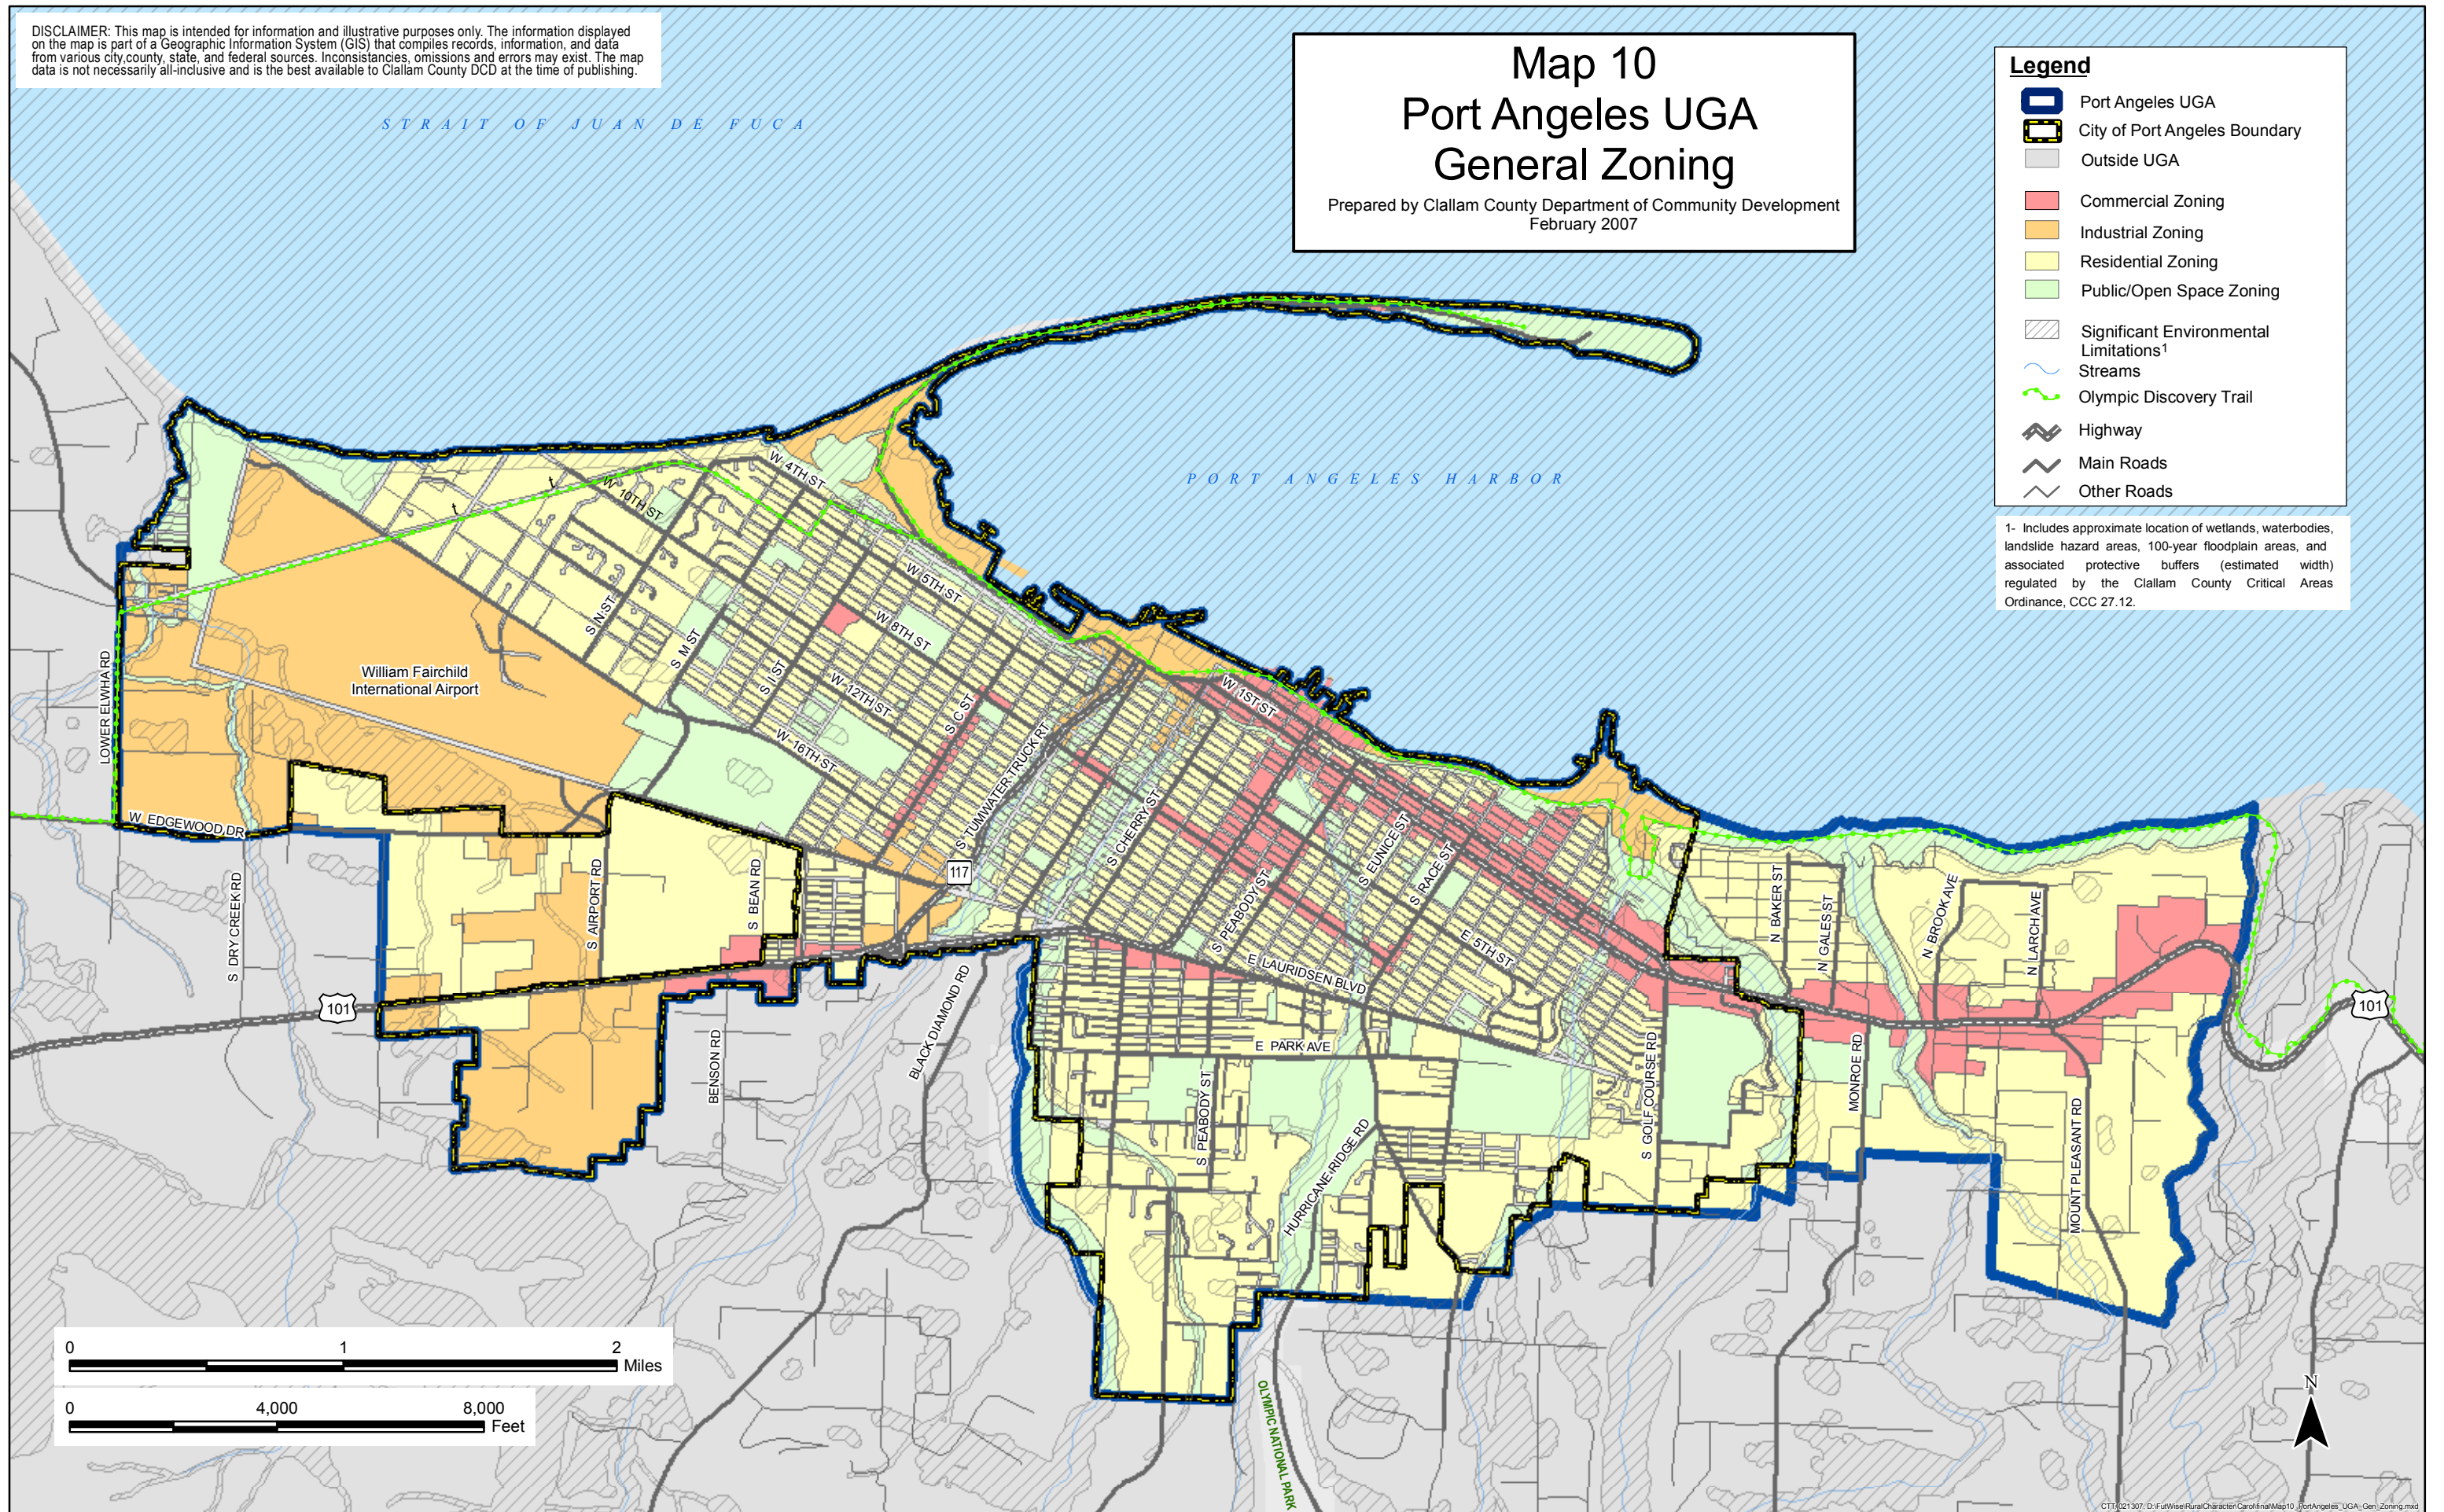 DISCLAIMER: This map is intended for information and illustrative purposes only. The information displayed
on the map is part of a Geographic Information System (GIS) that compiles records, information, and data
from various city,county, state, and federal sources. Inconsistancies, omissions and errors may exist. The map
data is not necessarily all-inclusive and is the best available to Clallam County DCD at the time of publishing.
Map 10
Port Angeles UGA
General Zoning
Prepared by Clallam County Department of Community Development
February 2007
Legend
Port Angeles UGA
City of Port Angeles Boundary
Outside UGA
Commercial Zoning
Industrial Zoning
Residential Zoning
Public/Open Space Zoning
Significant Environmental
Limitations1
Streams
Olympic Discovery Trail
Highway
Main Roads
Other Roads
1- Includes approximate location of wetlands, waterbodies,
landslide hazard areas, 100-year floodplain areas, and
associated protective buffers (estimated width)
regulated by the Clallam County Critical Areas
Ordinance, CCC 27.12.
STRAIT OF JUAN DE FUCA
PORT ANGELES HARBOR
W 4TH ST
W 10TH ST
t
t
W 5TH ST
W 8TH ST
S N ST
S M ST
S I ST
W 12TH ST
S C ST
W 16TH ST
W 1ST ST
William Fairchild
International Airport
LOWER ELWHA RD
W EDGEWOOD DR
S TUMWATER TRUCK RT
S CHERRY ST
117
S PEABODY ST
S EUNICE ST
S RACE ST
E 5TH ST
E LAURIDSEN BLVD
S DRY CREEK RD
S AIRPORT RD
S BEAN RD
N BAKER ST
N GALES ST
N BROOK AVE
N LARCH AVE
101
101
BENSON RD
BLACK DIAMOND RD
E PARK AVE
S PEABODY ST
HURRICANE RIDGE RD
S GOLF COURSE RD
MONROE RD
MOUNT PLEASANT RD
OLYMPIC NATIONAL PARK
0 1 2
Miles
0 4,000 8,000
Feet
N
CTT, 021307, D:\FutWise\RuralCharacter\Carol\final\Map10_PortAngeles_UGA_Gen_Zoning.mxd